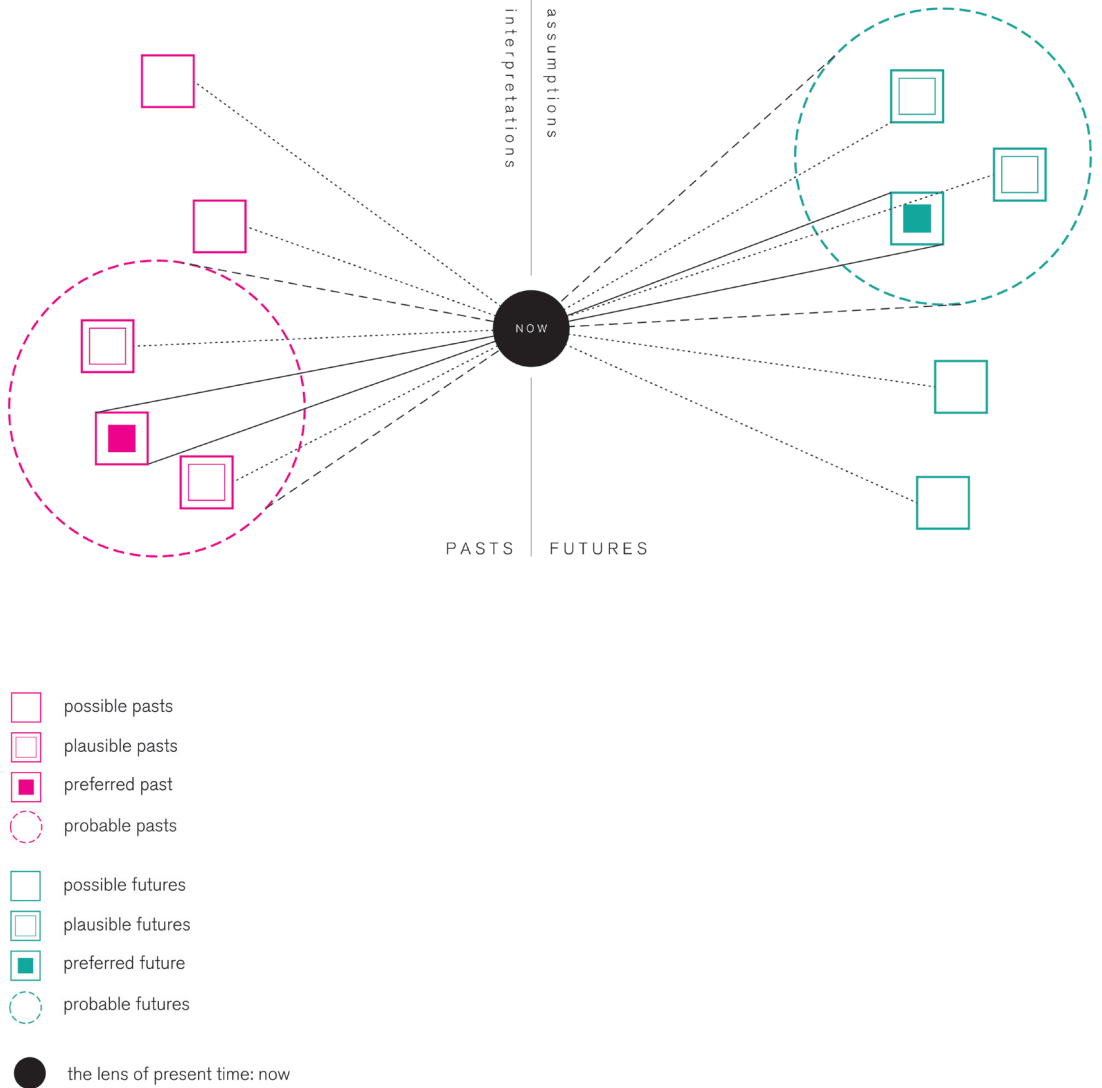 interpretations
assumptions
NOW
PASTS
FUTURES
possible pasts
plausible pasts
preferred past
probable pasts
possible futures
plausible futures
preferred future
probable futures
the lens of present time: now